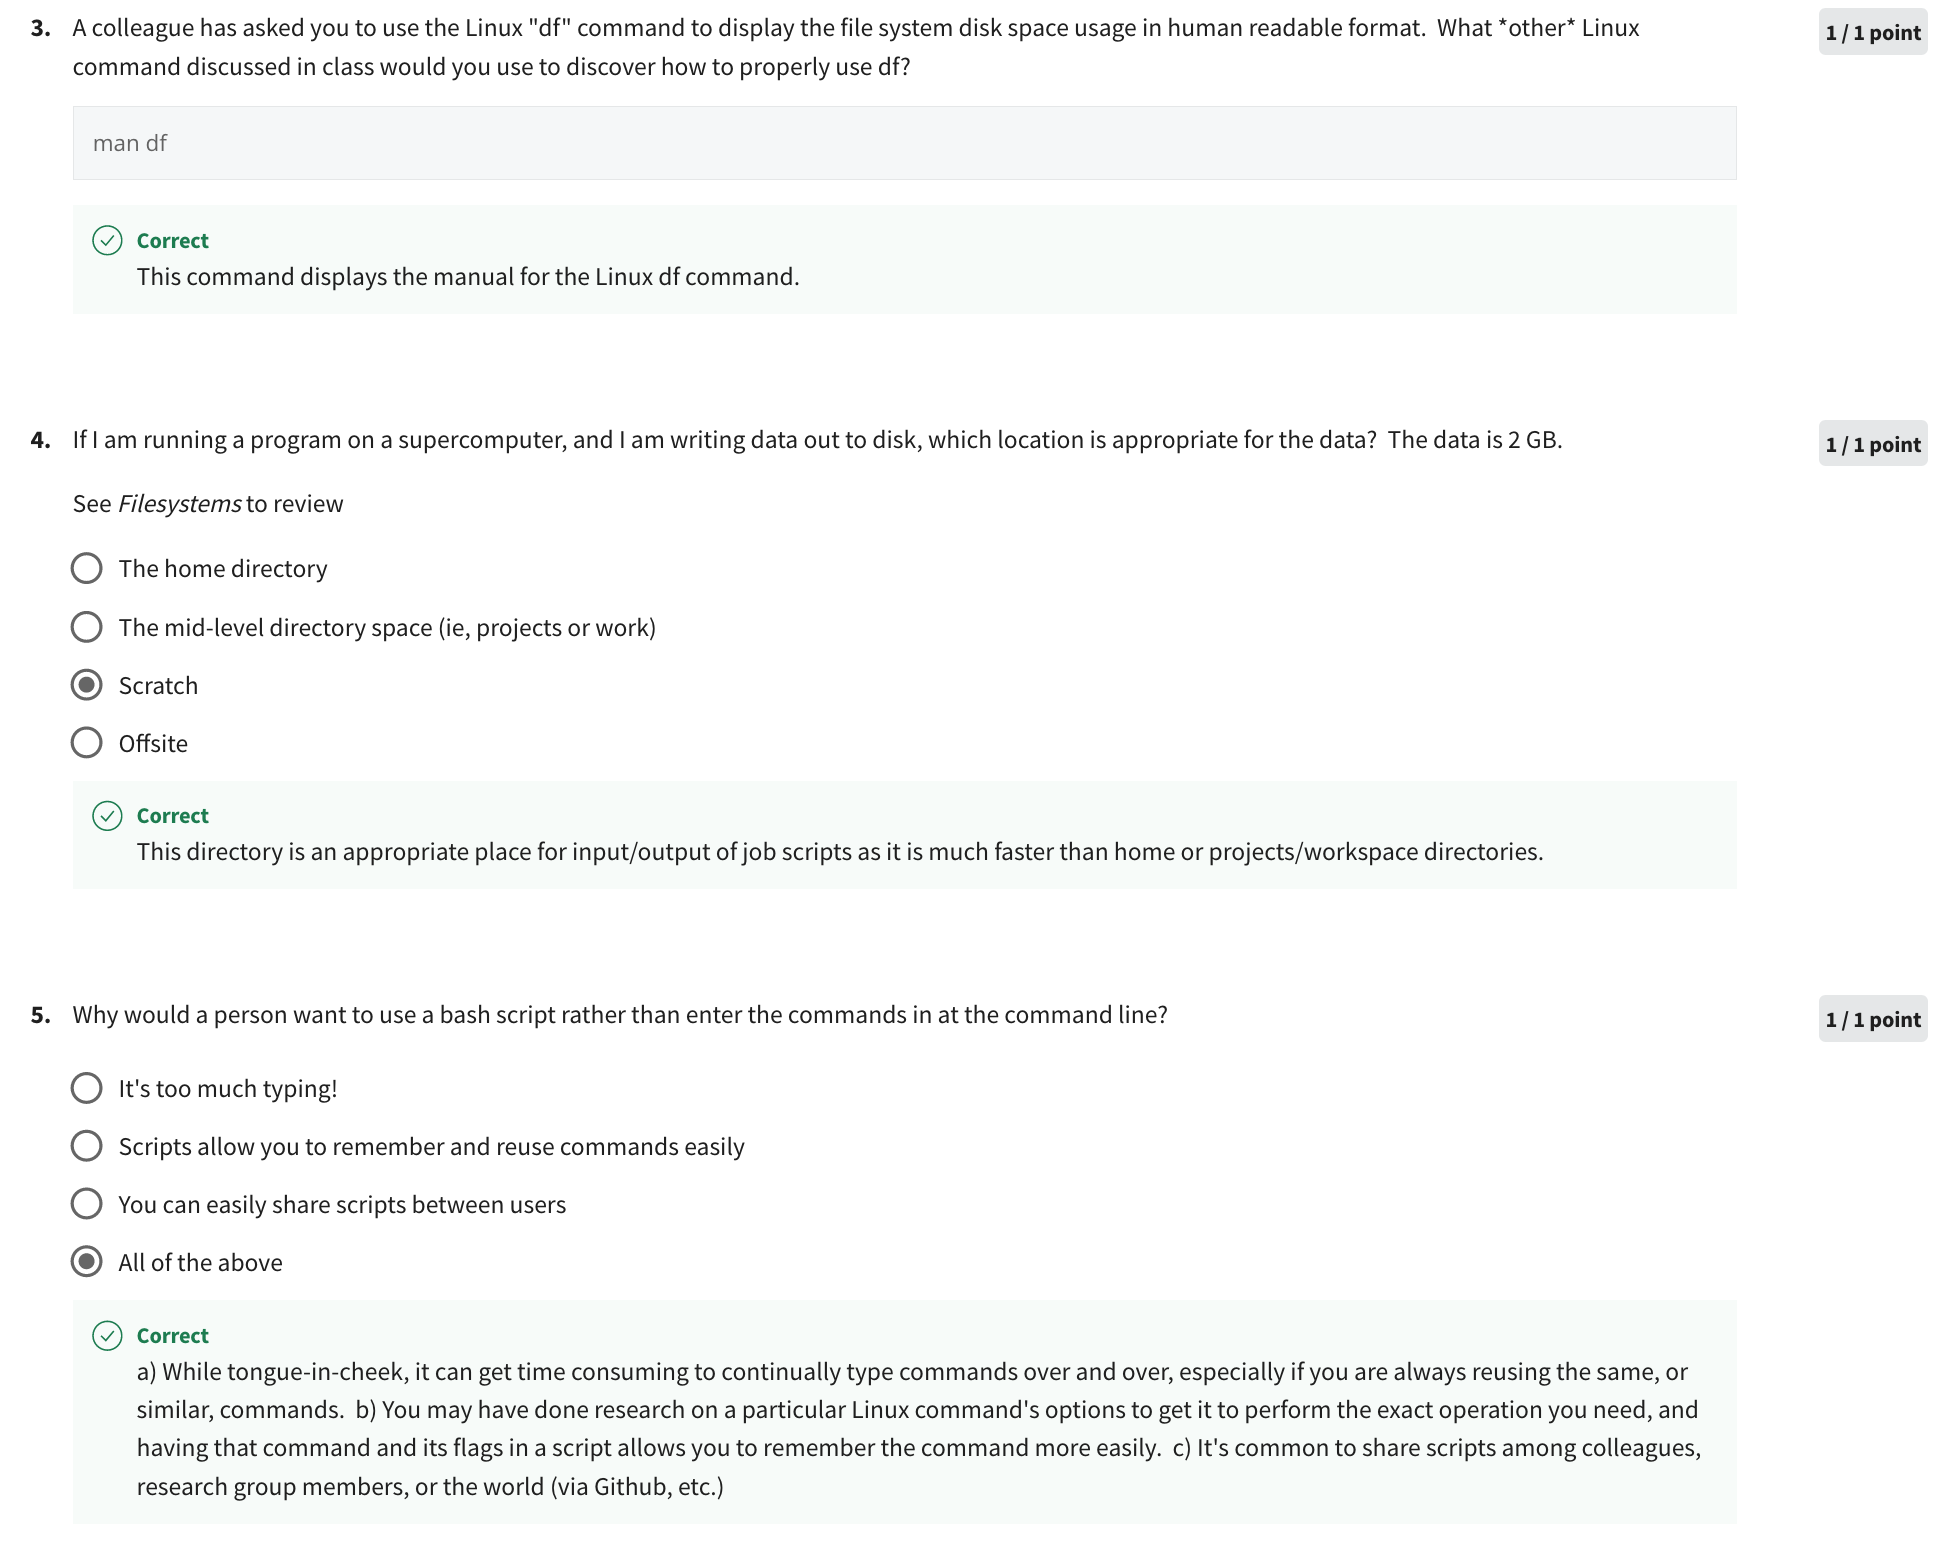 3. A colleague has asked you to use the Linux "df" command to display the file system disk space usage in human readable format.  What *other* Linux
command discussed in class would you use to discover how to properly use df?
1 / 1 point
man df
Correct
This command displays the manual for the Linux df command.
4. If I am running a program on a supercomputer, and I am writing data out to disk, which location is appropriate for the data?  The data is 2 GB.
1 / 1 point
See Filesystems to review
The home directory
The mid-level directory space (ie, projects or work)
Scratch
Offsite
Correct
This directory is an appropriate place for input/output of job scripts as it is much faster than home or projects/workspace directories.
5. Why would a person want to use a bash script rather than enter the commands in at the command line?
1 / 1 point
It's too much typing!
Scripts allow you to remember and reuse commands easily
You can easily share scripts between users
All of the above
Correct
a) While tongue-in-cheek, it can get time consuming to continually type commands over and over, especially if you are always reusing the same, or
similar, commands.  b) You may have done research on a particular Linux command's options to get it to perform the exact operation you need, and
having that command and its flags in a script allows you to remember the command more easily.  c) It's common to share scripts among colleagues,
research group members, or the world (via Github, etc.)